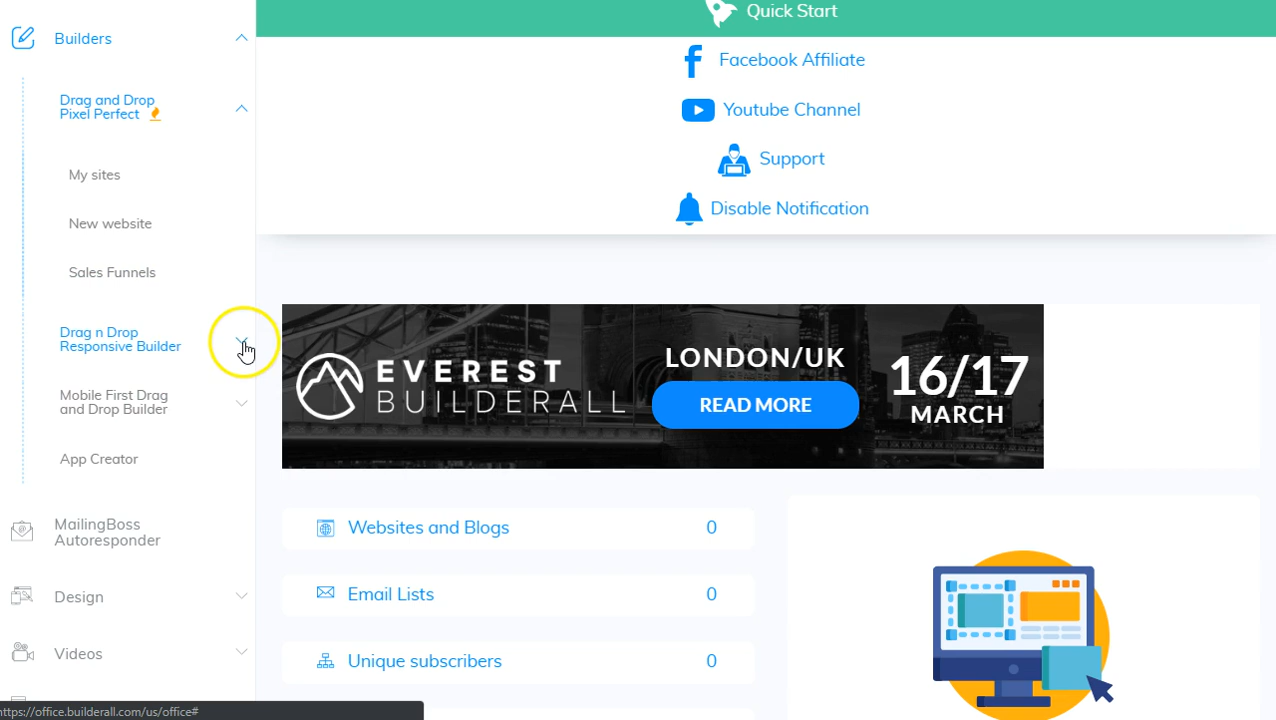 Quick Start
Builders
Facebook Affiliate
Drag and Drop
Pixel Perfect
Youtube Channel
Support
My sites
Disable Notification
New website
Sales Funnels
Drag n Drop
Responsive Builder
EVEREST
BUILDERALL
LONDON/UK
READ MORE
16/17
MARCH
Mobile First Drag
and Drop Builder
App Creator
MailingBoss
Autoresponder
Websites and Blogs 0
Design
Email Lists 0
Videos
Unique subscribers 0
https://office.builderall.com/us/office#